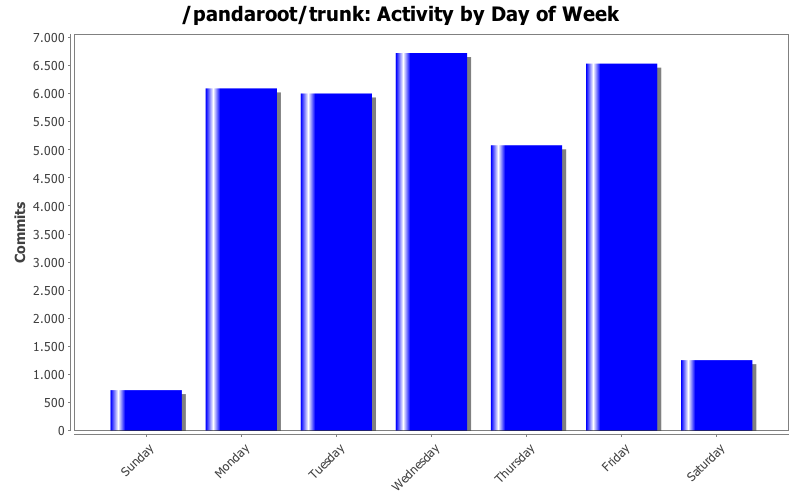 /pandaroot/trunk: Activity by Day of Week
7.000
6.500
6.000
5.500
5.000
4.500
4.000
3.500
3.000
2.500
2.000
1.500
1.000
500
0
Commits
Sunday
Monday
Tuesday
Wednesday
Thursday
Friday
Saturday